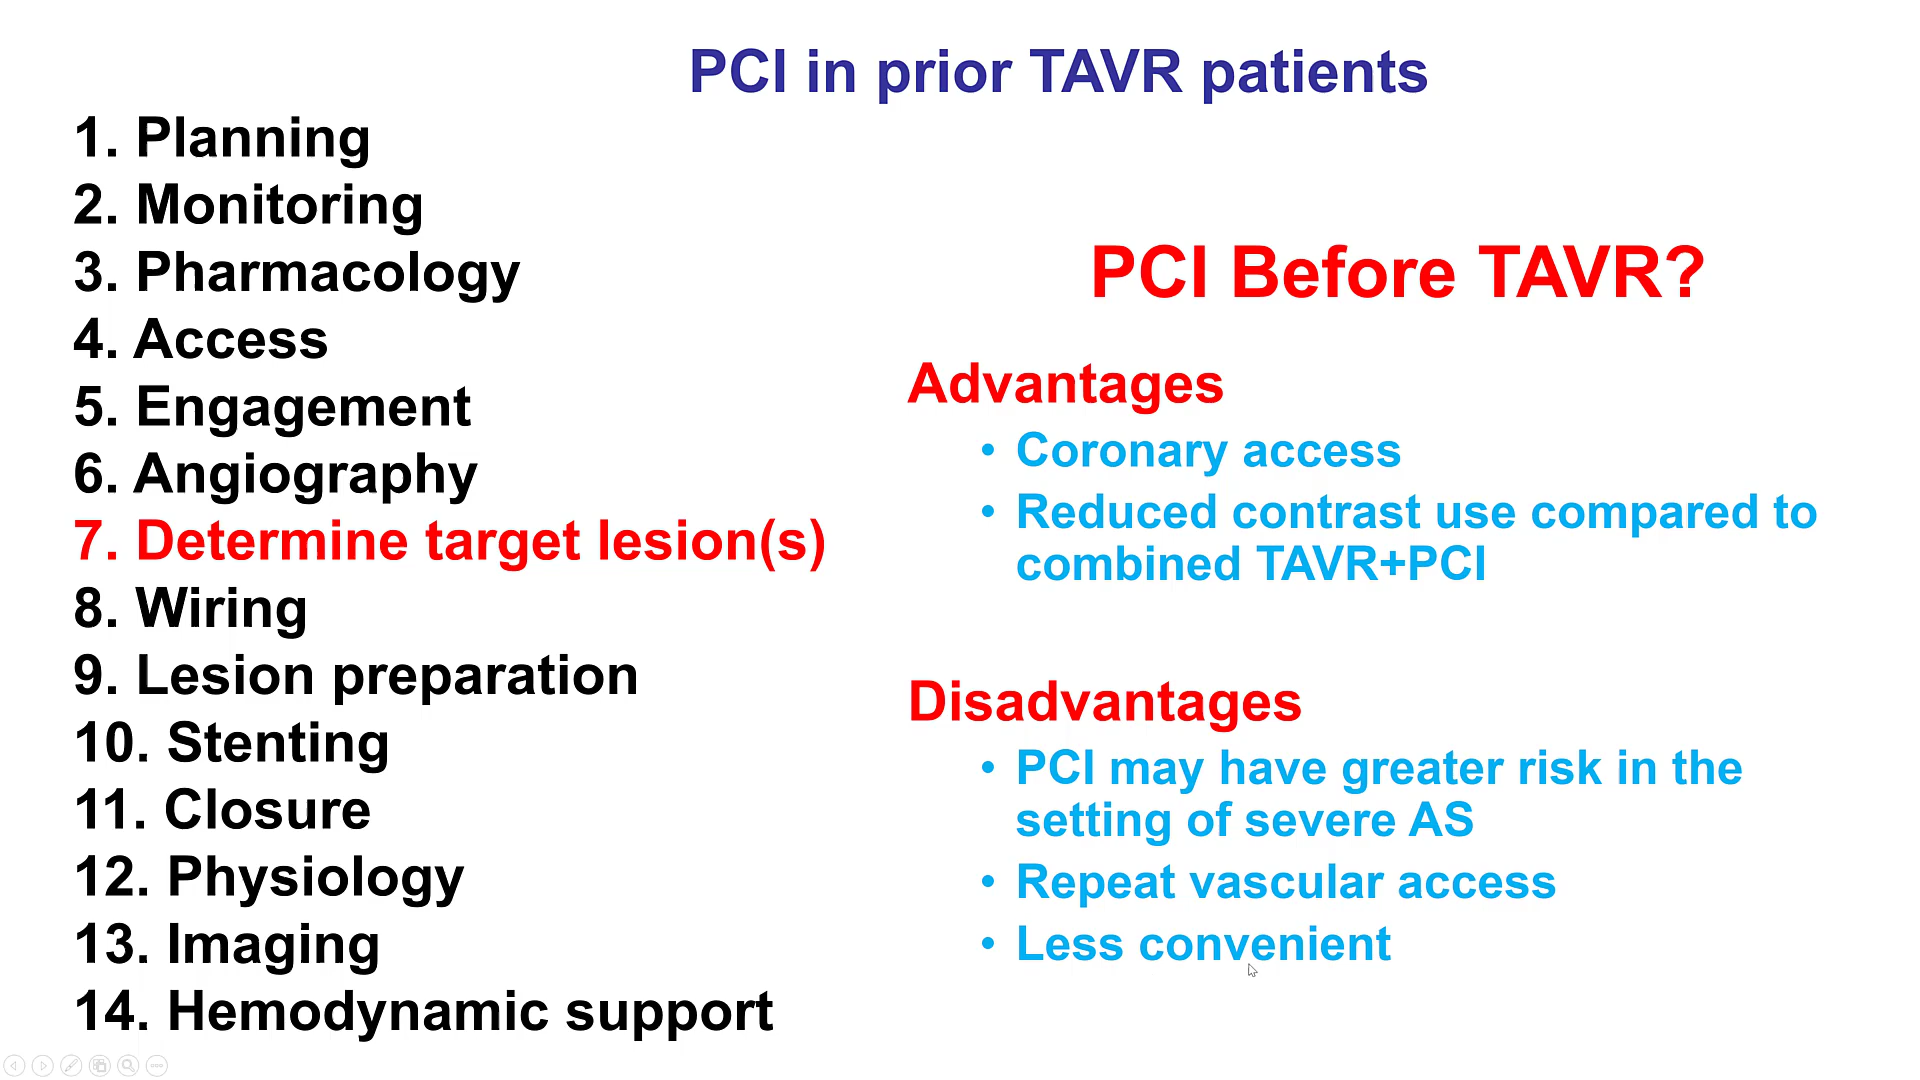 PCI in prior TAVR patients
1. Planning
2. Monitoring
3. Pharmacology
4. Access
5. Engagement
6. Angiography
7. Determine target lesion(s)
8. Wiring
9. Lesion preparation
10. Stenting
11. Closure
12. Physiology
13. Imaging
14. Hemodynamic support
PCI Before TAVR?
Advantages
• Coronary access
• Reduced contrast use compared to
combined TAVR+PCI
Disadvantages
• PCI may have greater risk in the
setting of severe AS
• Repeat vascular access
• Less convenient